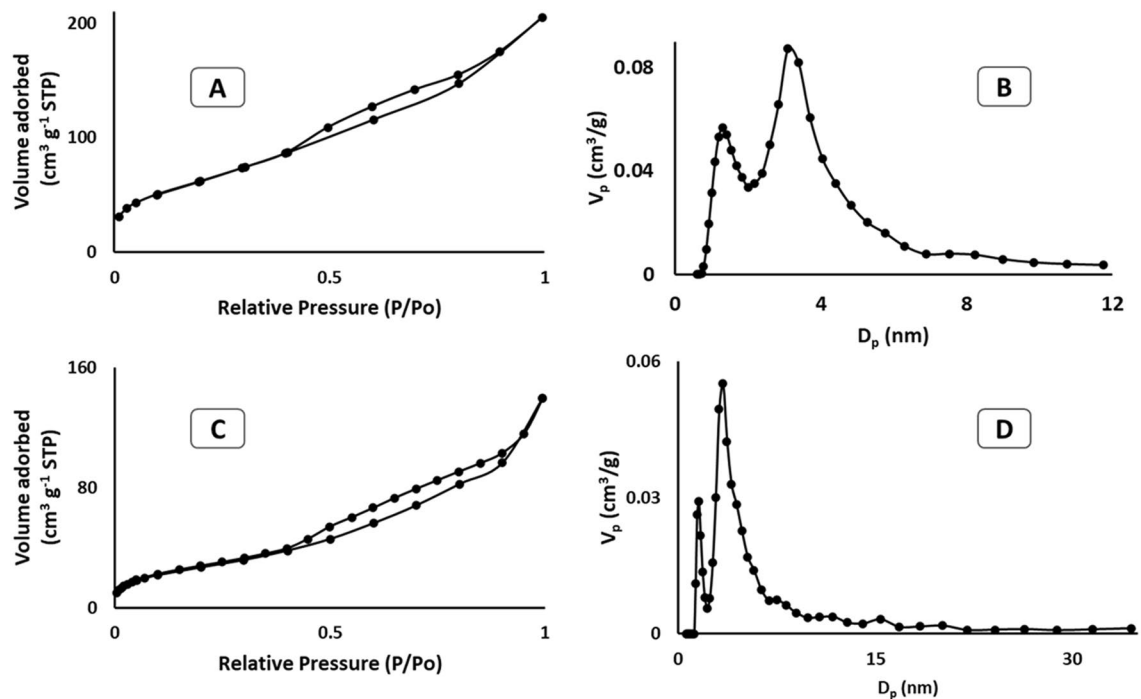 Volume adsorbed
(cm³ g⁻¹ STP)
200
100
0
A
0
0.5
1
Relative Pressure (P/Po)
Vₚ (cm³/g)
0.08
0.04
0
B
0
4
8
12
Dₚ (nm)
Volume adsorbed
(cm³ g⁻¹ STP)
160
80
0
C
0
0.5
1
Relative Pressure (P/Po)
Vₚ (cm³/g)
0.06
0.03
0
D
0
15
30
Dₚ (nm)